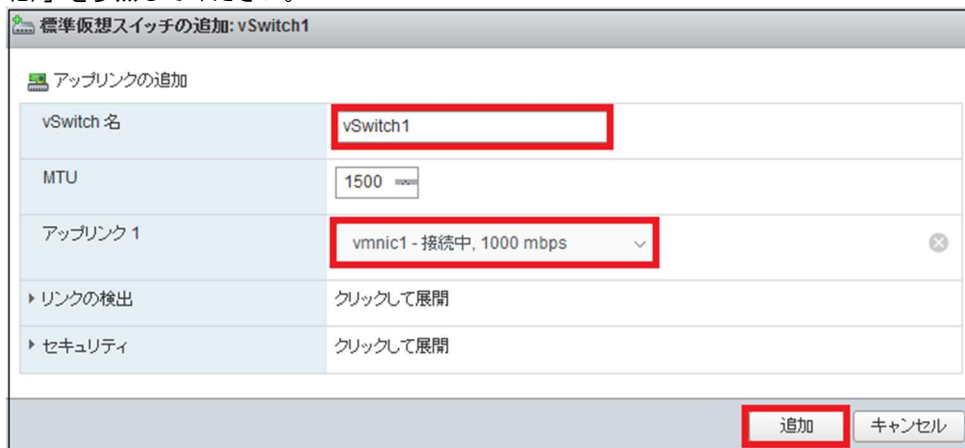 標準仮想スイッチの追加: vSwitch1
アップリンクの追加
vSwitch 名
vSwitch1
MTU
1500
アップリンク 1
vmnic1 - 接続中, 1000 mbps
リンクの検出
クリックして展開
セキュリティ
クリックして展開
追加
キャンセル